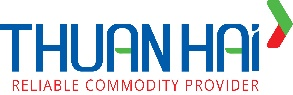 THUAN HAi
RELIABLE COMMODITY PROVIDER